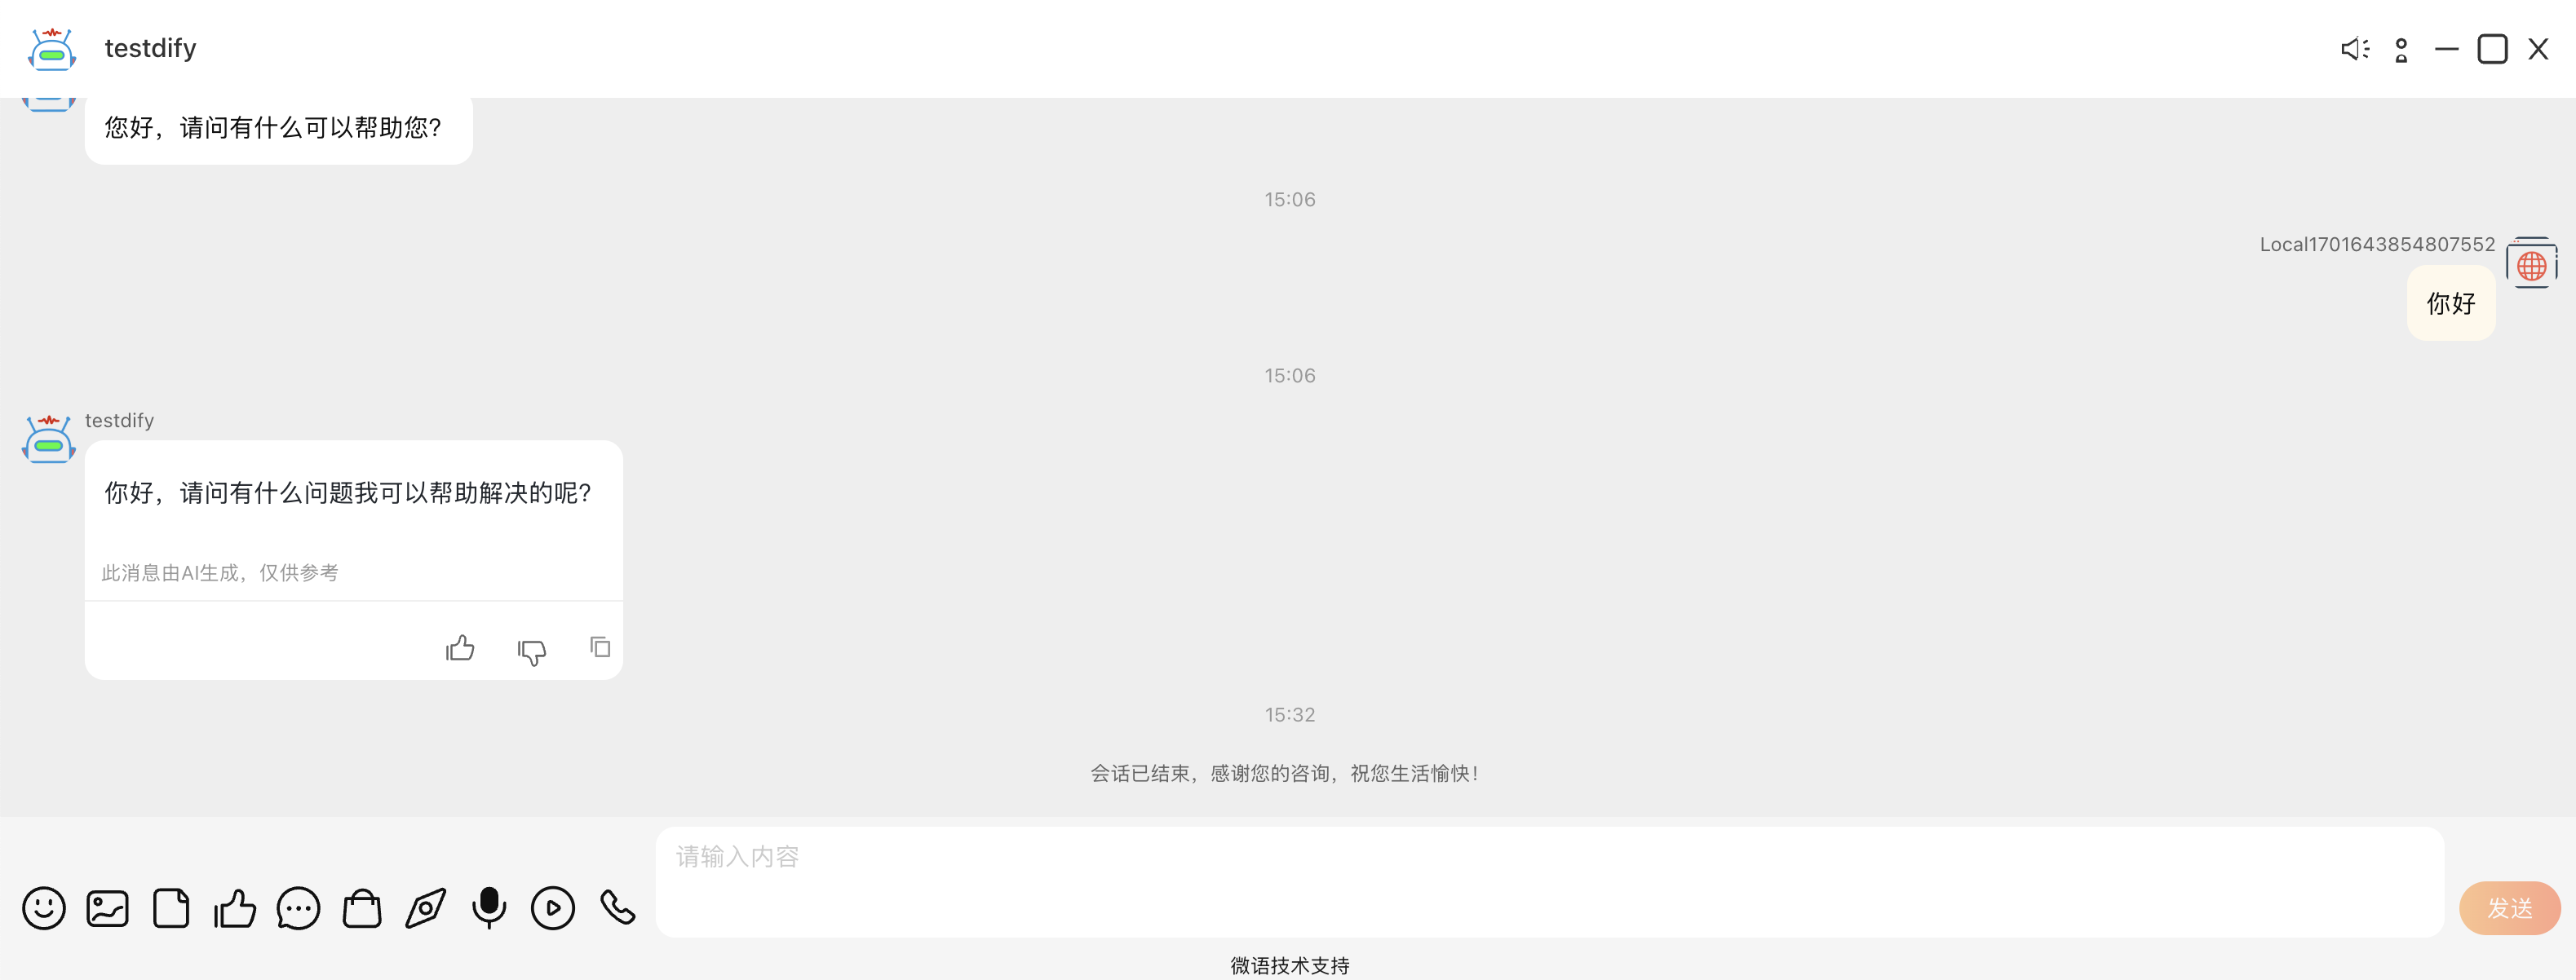 testdify
您好，请问有什么可以帮助您？
15:06
Local1701643854807552
你好
15:06
testdify
你好，请问有什么问题我可以帮助解决的呢？
此消息由AI生成，仅供参考
15:32
会话已结束，感谢您的咨询，祝您生活愉快！
请输入内容
发送
微语技术支持